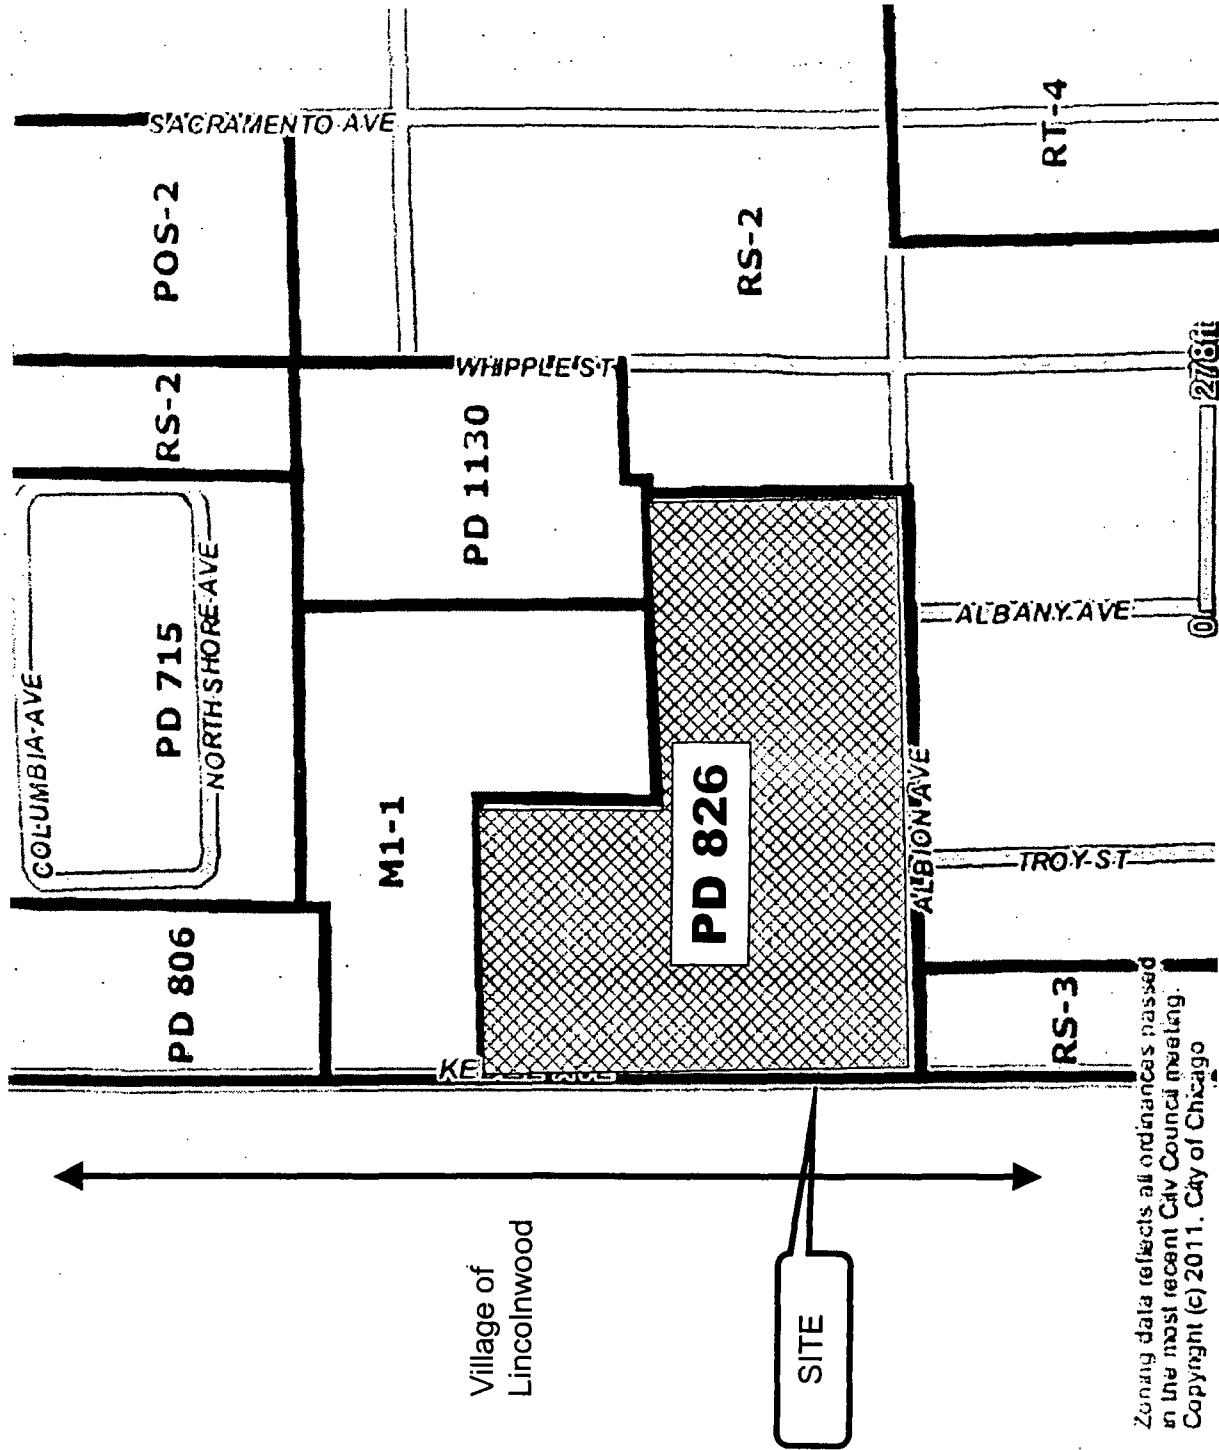 SACRAMENTO AVE
POS-2
RS-2
COLUMBIA AVE
PD 715
NORTH SHORE AVE
PD 806
WHIPPLE ST
PD 1130
M1-1
KE
RS-2
RT-4
PD 826
ALBION AVE
ALBANY AVE
TROY ST
RS-3
0 278ft
Village of
Lincolnwood
SITE
Zoning data reflects all ordinances passed
in the most recent City Council meeting.
Copyright (c) 2011, City of Chicago